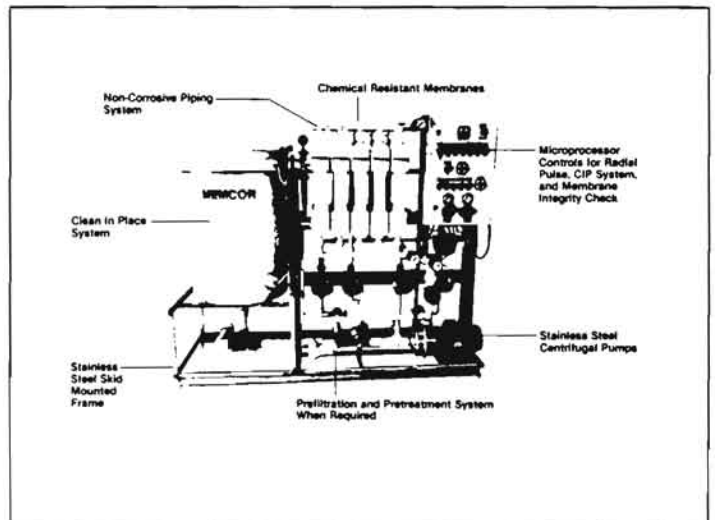 Chemical Resistant Membranes
Non-Corrosive Piping
System
Microprocessor
Controls for Radial
Pulse, CIP System,
and Membrane
Integrity Check
MEMCOR
Clean in Place
System
Stainless Steel
Centrifugal Pumps
Stainless
Steel Skid
Mounted
Frame
Prefiltration and Pretreatment System
When Required